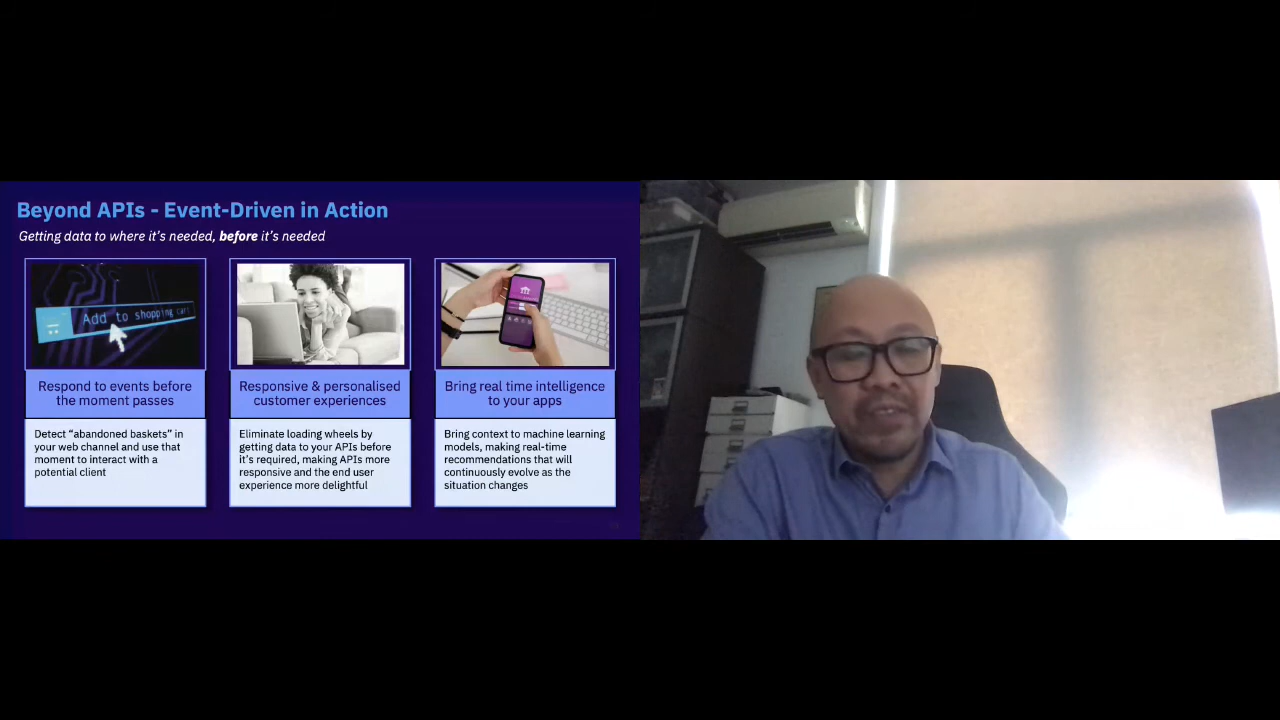 Beyond APIs - Event-Driven in Action
Getting data to where it's needed, before it's needed
Add to shopping cart
Respond to events before
the moment passes
Detect “abandoned baskets” in
your web channel and use that
moment to interact with a
potential client
Responsive & personalised
customer experiences
Eliminate loading wheels by
getting data to your APIs before
it's required, making APIs more
responsive and the end user
experience more delightful
Bring real time intelligence
to your apps
Bring context to machine learning
models, making real-time
recommendations that will
continuously evolve as the
situation changes